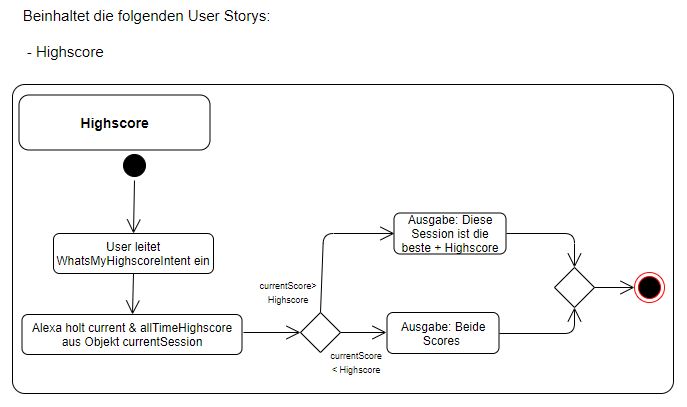 Beinhaltet die folgenden User Storys:
- Highscore
Highscore
User leitet
WhatsMyHighscoreIntent ein
Alexa holt current & allTimeHighscore
aus Objekt currentSession
currentScore>
Highscore
Ausgabe: Diese
Session ist die
beste + Highscore
currentScore
< Highscore
Ausgabe: Beide
Scores